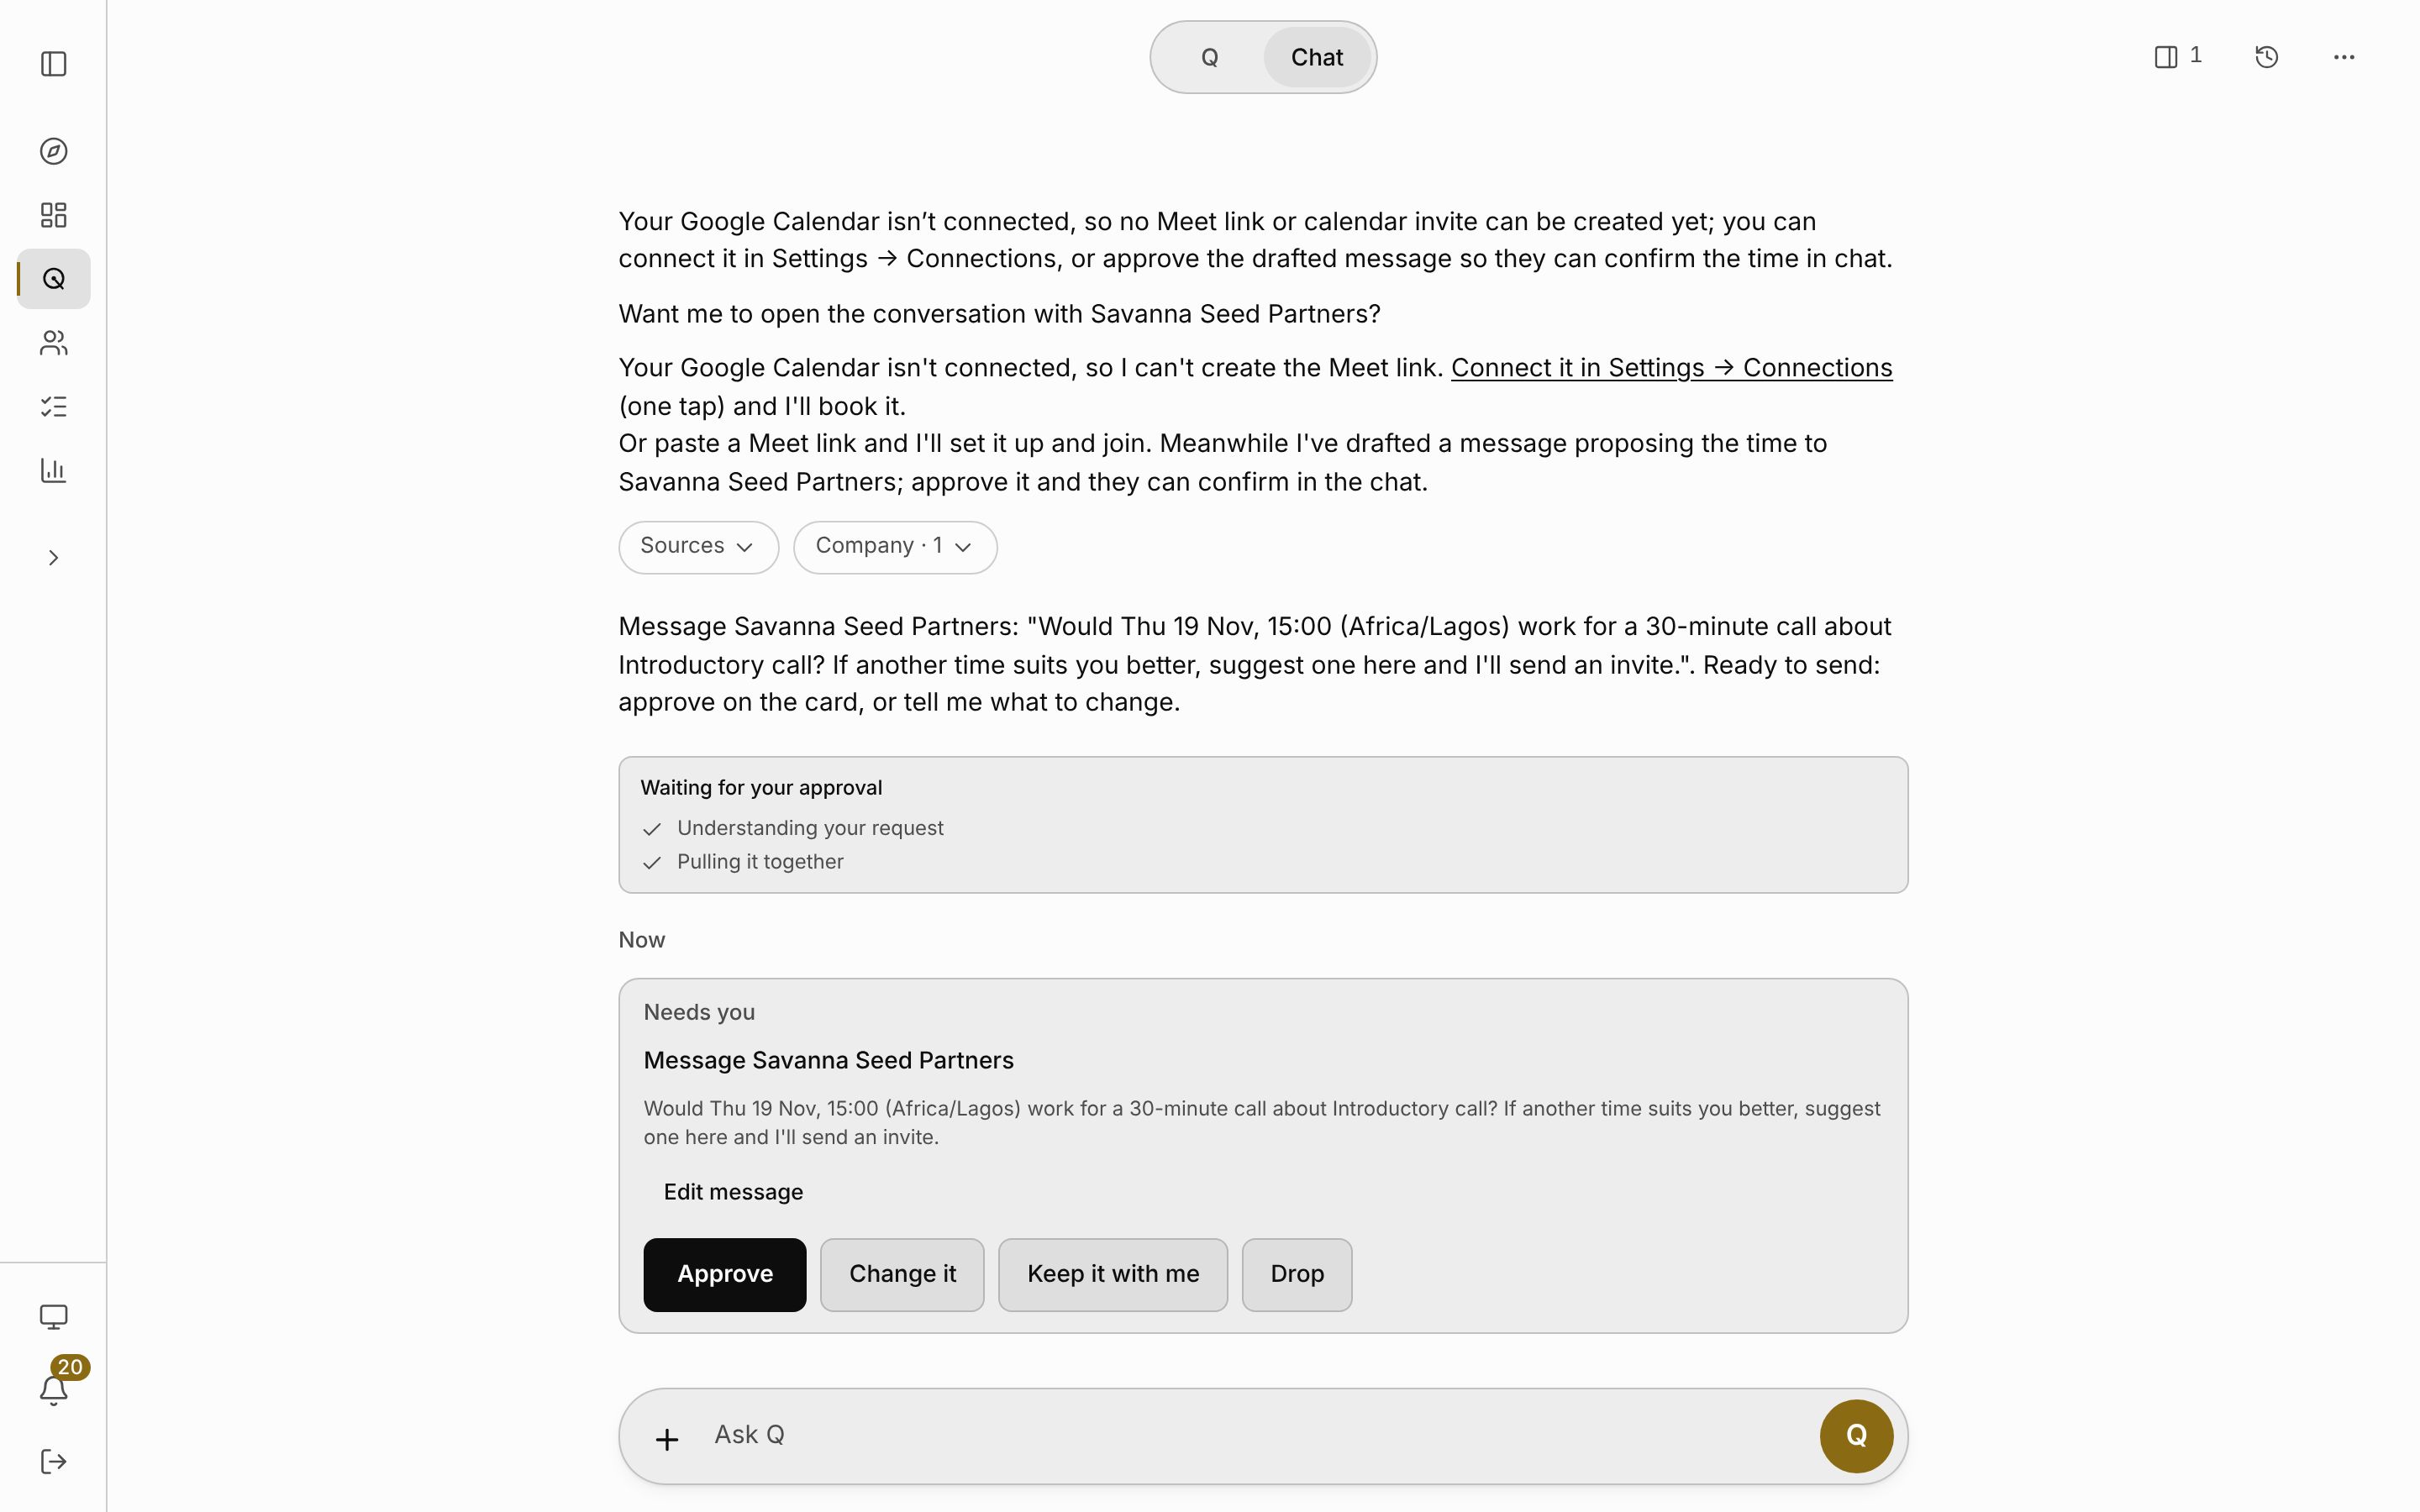 Q
Chat
1
Your Google Calendar isn’t connected, so no Meet link or calendar invite can be created yet; you can
connect it in Settings → Connections, or approve the drafted message so they can confirm the time in chat.
Want me to open the conversation with Savanna Seed Partners?
Your Google Calendar isn't connected, so I can't create the Meet link. Connect it in Settings → Connections
(one tap) and I'll book it.
Or paste a Meet link and I'll set it up and join. Meanwhile I've drafted a message proposing the time to
Savanna Seed Partners; approve it and they can confirm in the chat.
Sources
Company · 1
Message Savanna Seed Partners: "Would Thu 19 Nov, 15:00 (Africa/Lagos) work for a 30-minute call about
Introductory call? If another time suits you better, suggest one here and I'll send an invite.". Ready to send:
approve on the card, or tell me what to change.
Waiting for your approval
Understanding your request
Pulling it together
Now
Needs you
Message Savanna Seed Partners
Would Thu 19 Nov, 15:00 (Africa/Lagos) work for a 30-minute call about Introductory call? If another time suits you better, suggest
one here and I'll send an invite.
Edit message
Approve
Change it
Keep it with me
Drop
20
Ask Q
Q